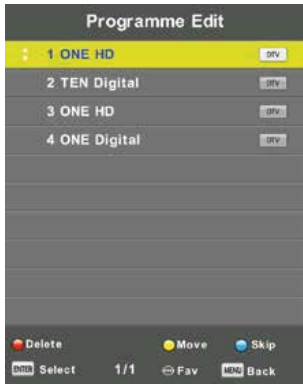 Programme Edit
1 ONE HD DTV
2 TEN Digital DTV
3 ONE HD DTV
4 ONE Digital DTV
Delete Move Skip
ENTER Select 1/1 Fav MENU Back